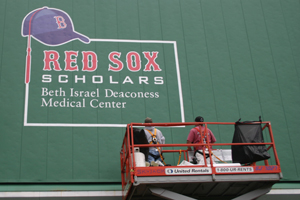 B
RED SOX
SCHOLARS
Beth Israel Deaconess
Medical Center
United Rentals
1-800-UR-RENTS